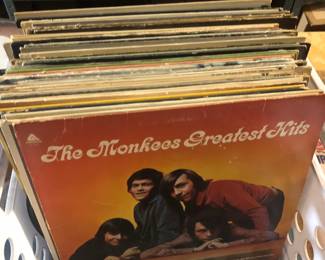 The Monkees Greatest Hits